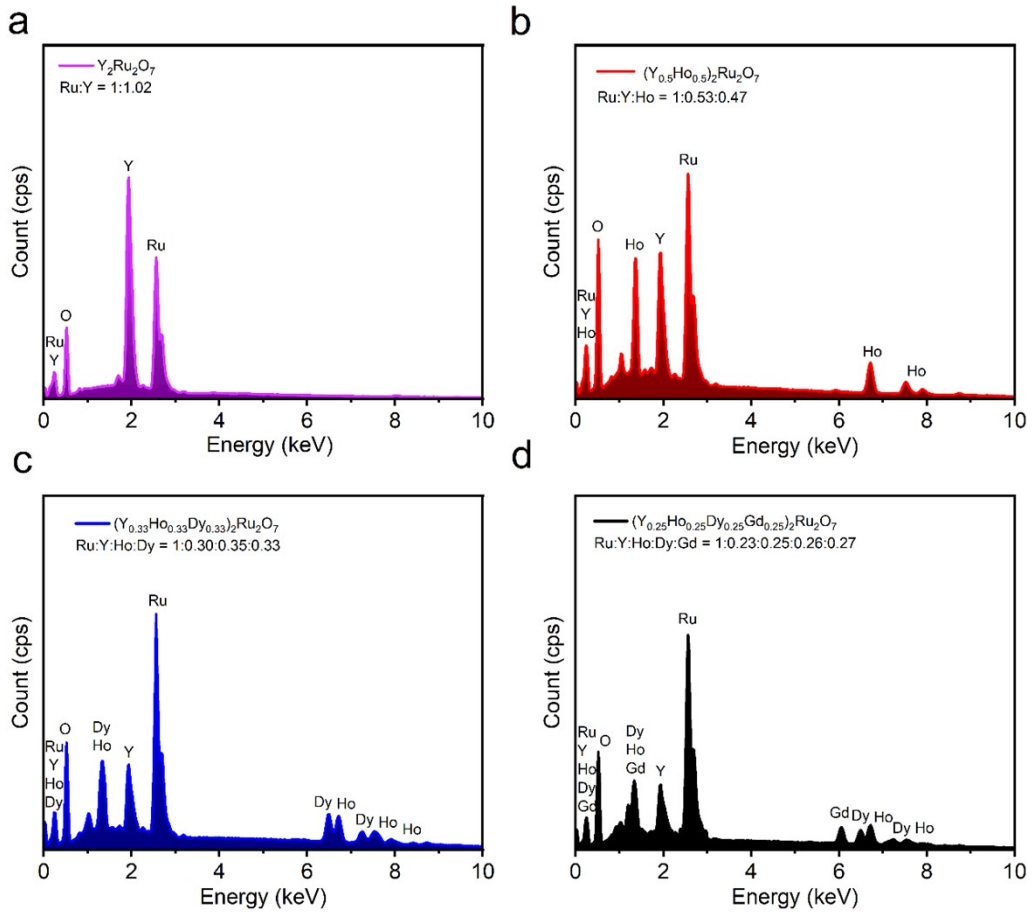 a
Y₂Ru₂O₇
Ru:Y = 1:1.02
Y
Ru
O
Ru
Y
Count (cps)
0 2 4 6 8 10
Energy (keV)
b
(Y₀.₅Ho₀.₅)₂Ru₂O₇
Ru:Y:Ho = 1:0.53:0.47
Ru
O
Ho
Y
Ru
Y
Ho
Ho
Ho
Count (cps)
0 2 4 6 8 10
Energy (keV)
c
(Y₀.₃₃Ho₀.₃₃Dy₀.₃₃)₂Ru₂O₇
Ru:Y:Ho:Dy = 1:0.30:0.35:0.33
Ru
O
Dy
Ho
Y
Ru
Y
Ho
Dy
Dy Ho
Dy Ho
Ho
Count (cps)
0 2 4 6 8 10
Energy (keV)
d
(Y₀.₂₅Ho₀.₂₅Dy₀.₂₅Gd₀.₂₅)₂Ru₂O₇
Ru:Y:Ho:Dy:Gd = 1:0.23:0.25:0.26:0.27
Ru
O
Dy
Ho
Gd
Y
Ru
Y
Ho
Dy
Gd
Gd Dy Ho
Dy Ho
Count (cps)
0 2 4 6 8 10
Energy (keV)